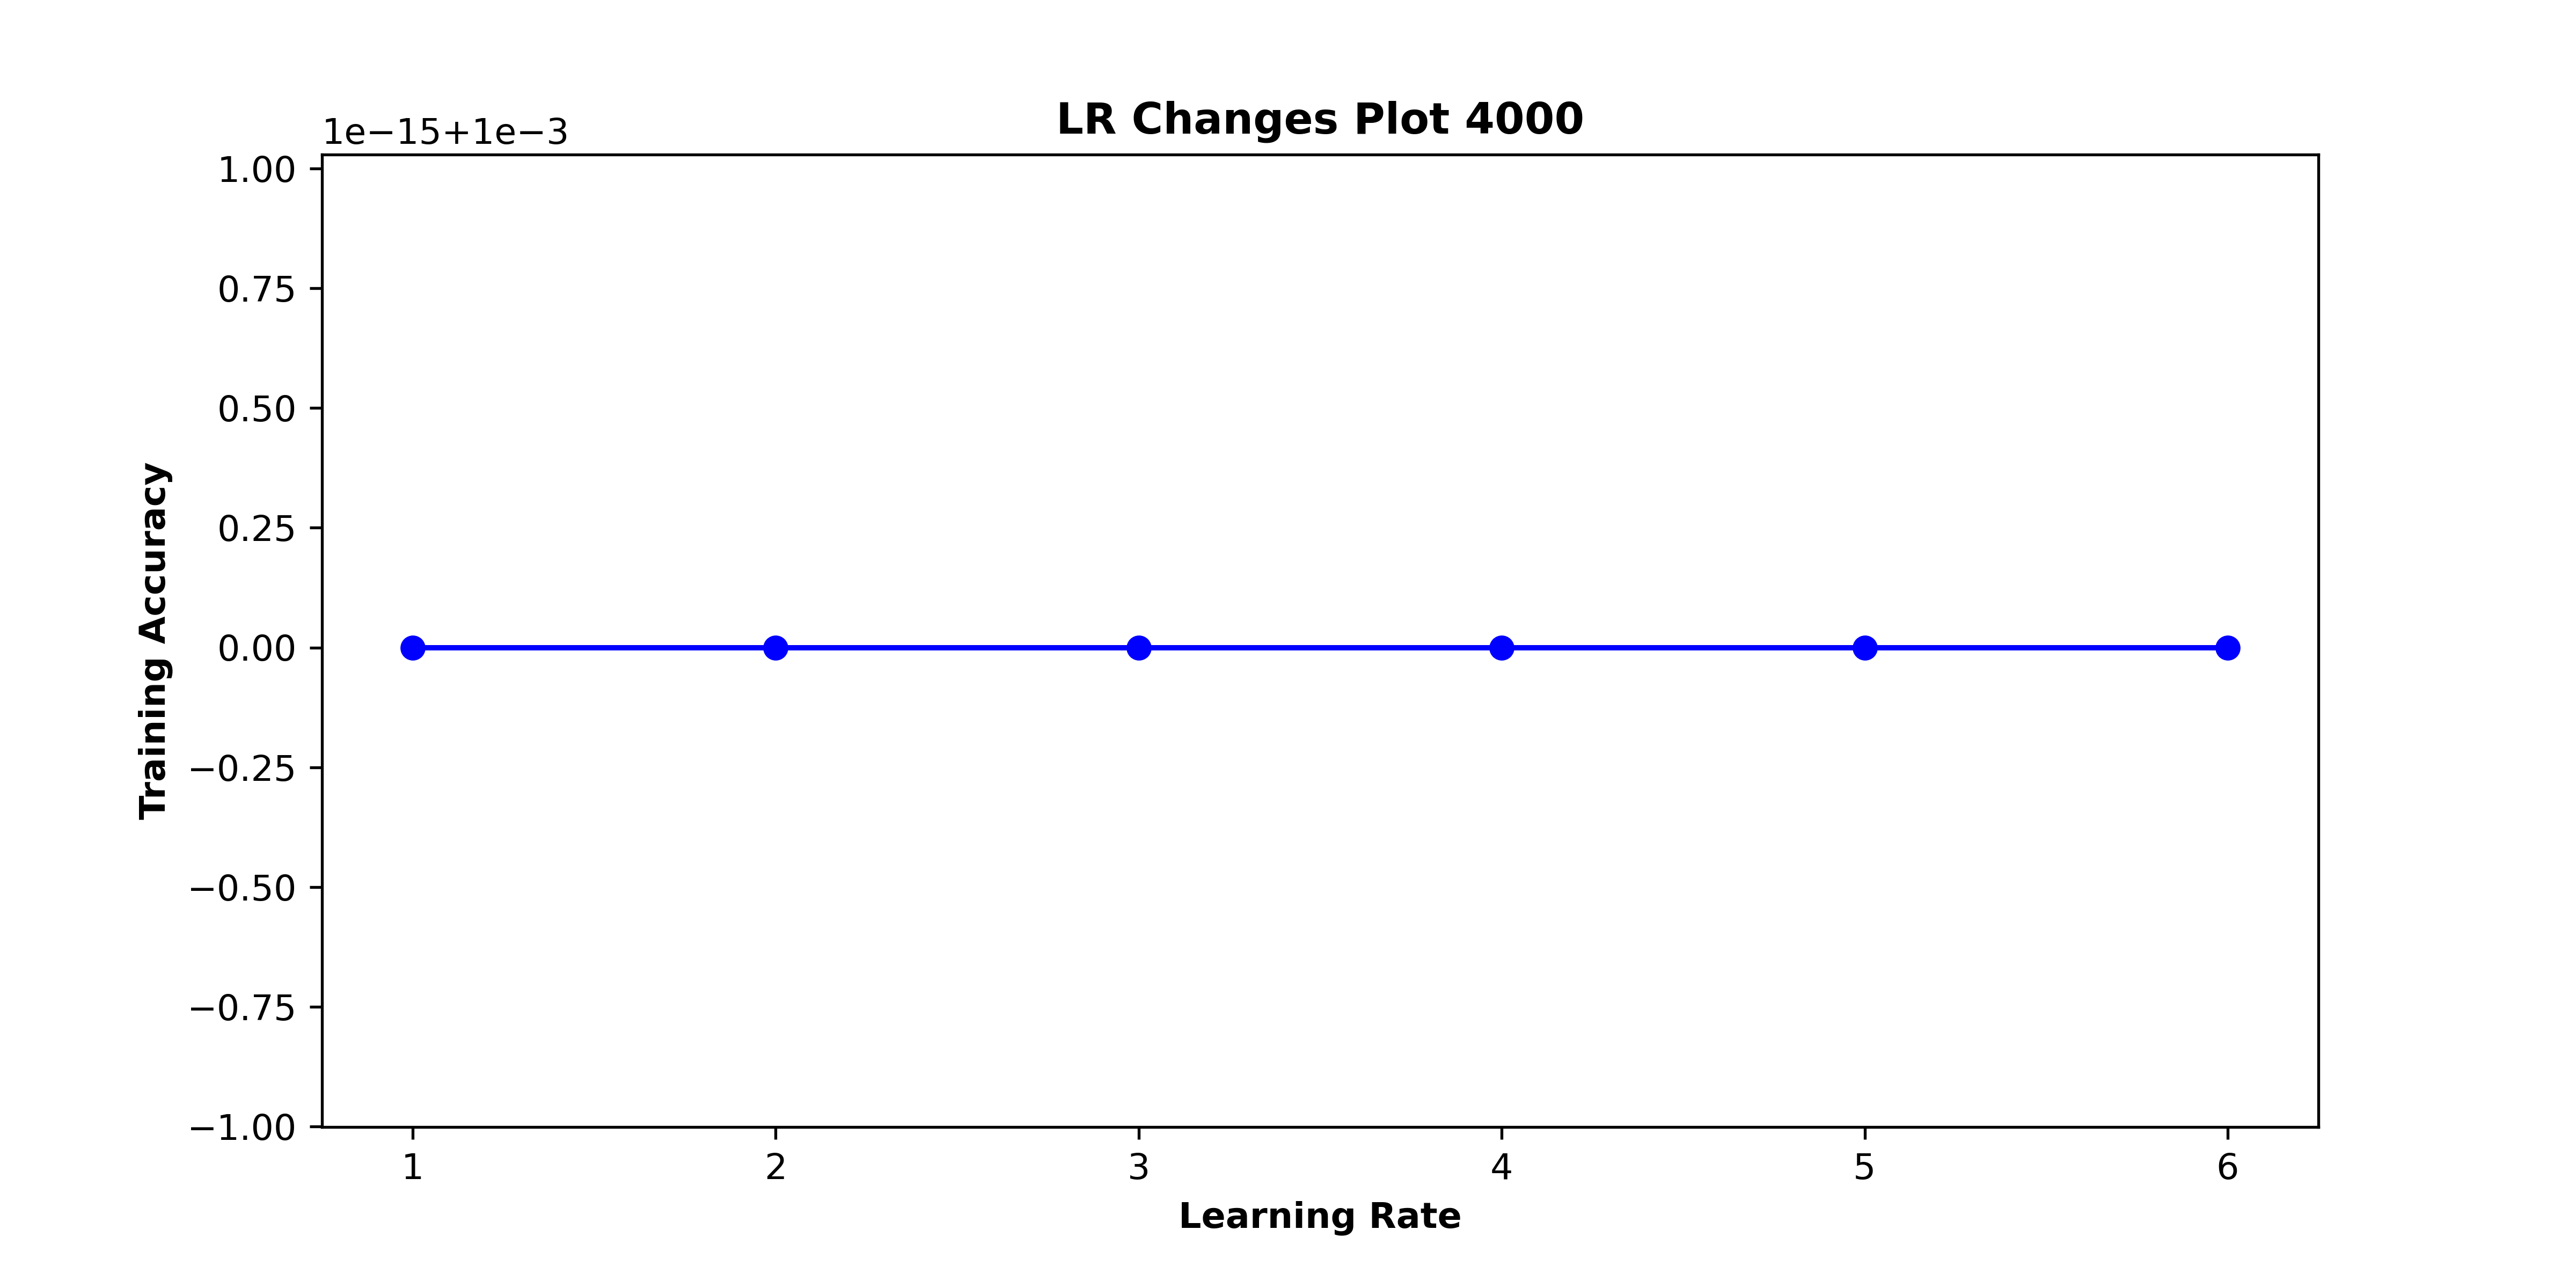 LR Changes Plot 4000
1e−15+1e−3
1.00
0.75
0.50
0.25
0.00
−0.25
−0.50
−0.75
−1.00
Training Accuracy
1 2 3 4 5 6
Learning Rate